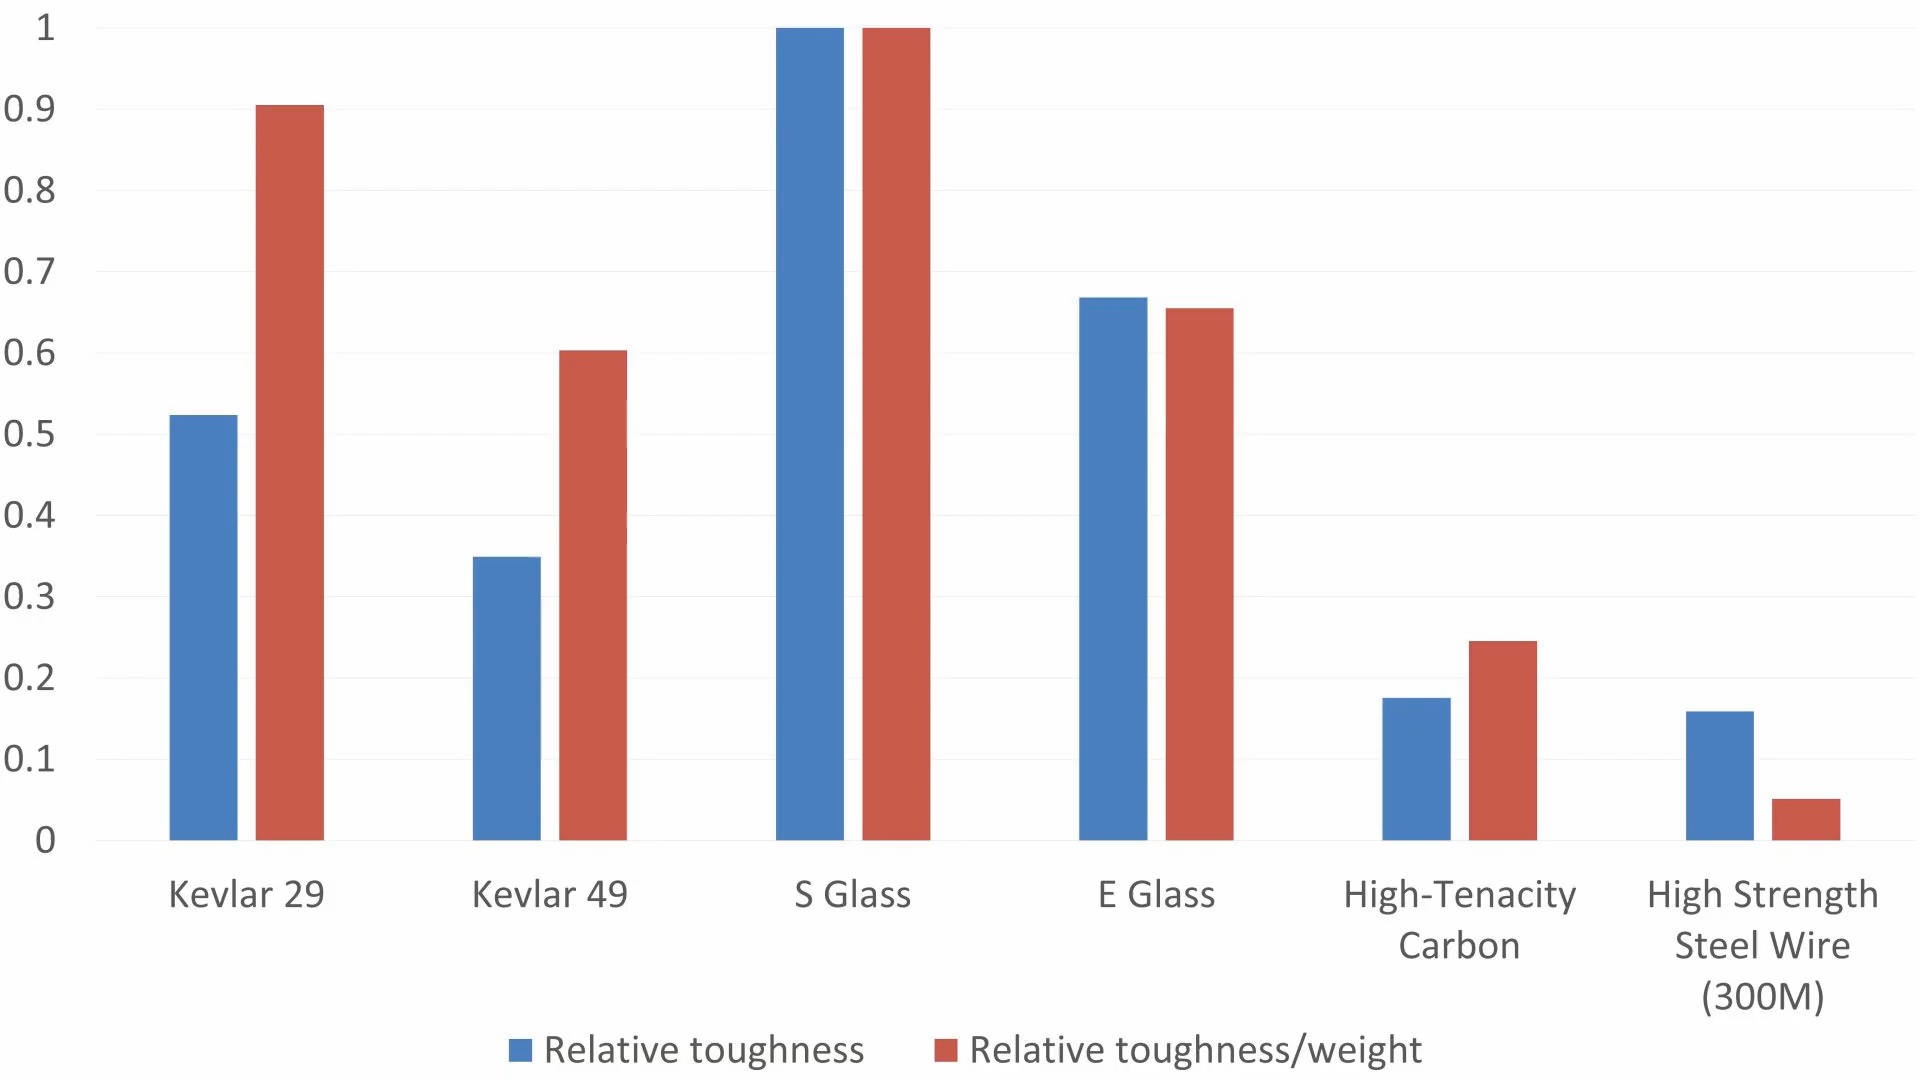 1
0.9
0.8
0.7
0.6
0.5
0.4
0.3
0.2
0.1
0
Kevlar 29
Kevlar 49
S Glass
E Glass
High-Tenacity
Carbon
High Strength
Steel Wire
(300M)
Relative toughness
Relative toughness/weight